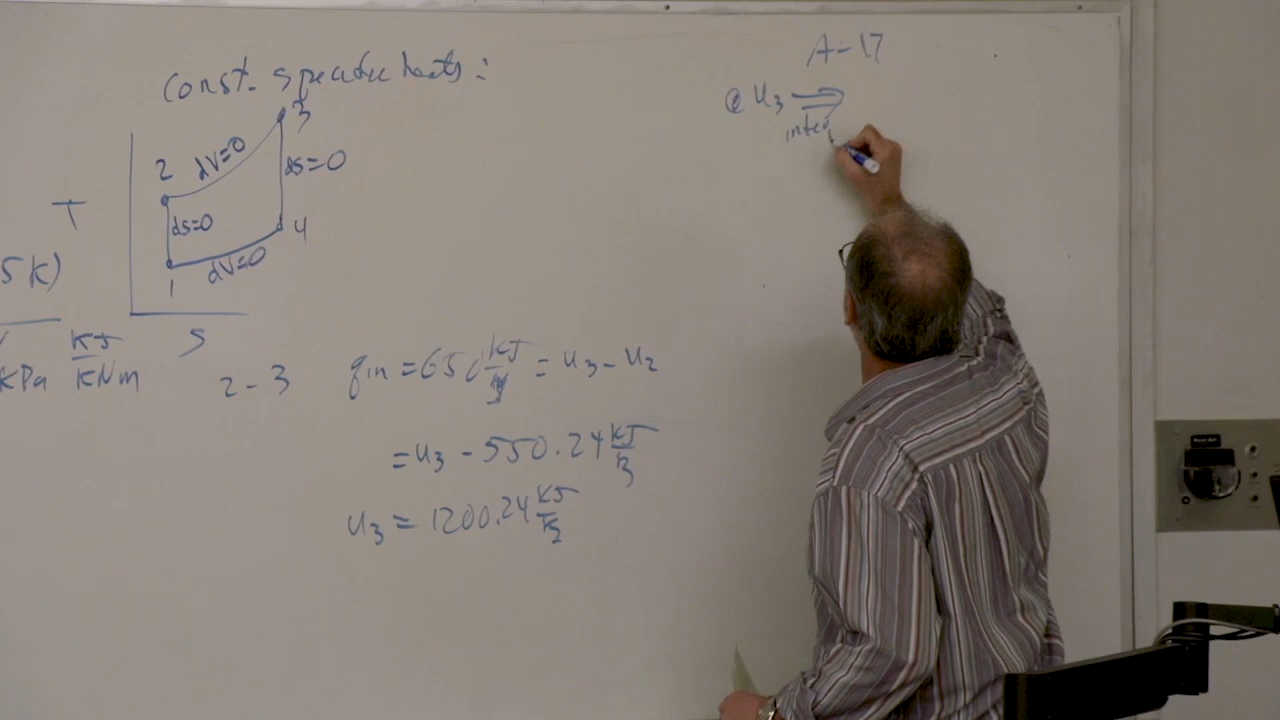 const. specific heats:
3
2 dV=0
ds=0
T
ds=0
4
5K)
dV=0
1
S
KJ
KPa KNm
2-3 qin = 650 KJ/kg = u3 - u2
= u3 - 550.24 KJ/kg
u3 = 1200.24 KJ/kg
A-17
@ u3 ⇒
inter